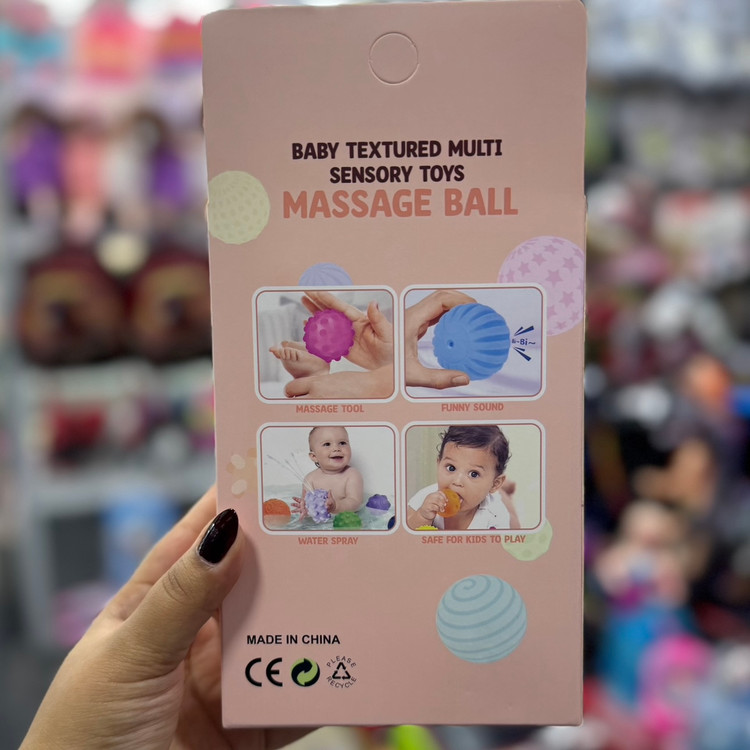 BABY TEXTURED MULTI
SENSORY TOYS
MASSAGE BALL
MASSAGE TOOL
FUNNY SOUND
WATER SPRAY
SAFE FOR KIDS TO PLAY
MADE IN CHINA
CE
PLEASE
RECYCLE